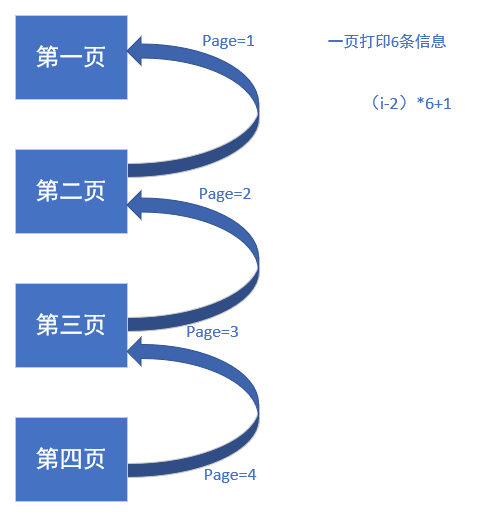 第一页
Page=1
一页打印6条信息
（i-2）*6+1
第二页
Page=2
第三页
Page=3
第四页
Page=4